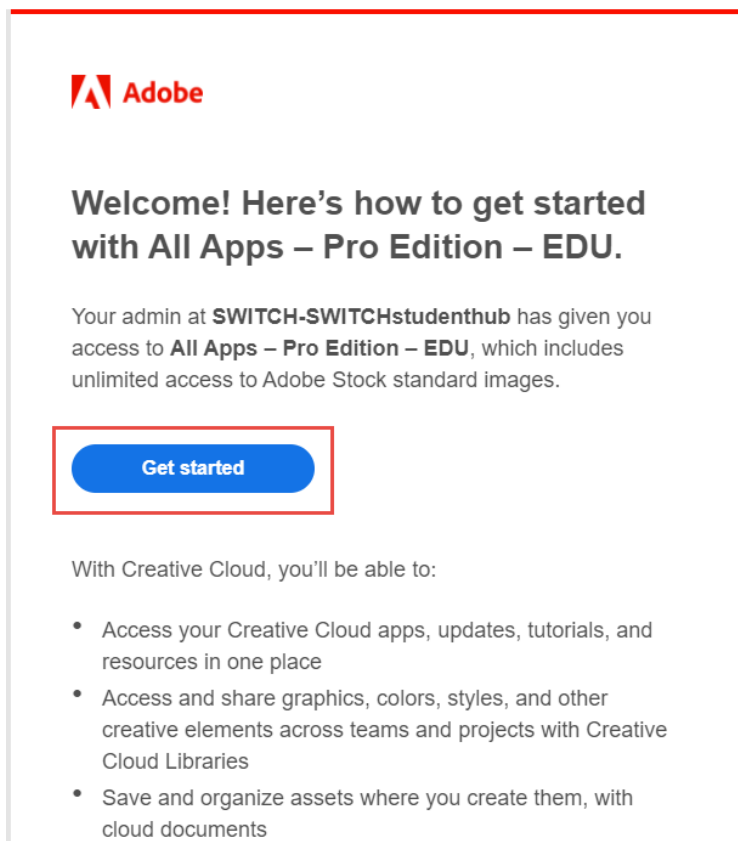 Adobe
Welcome! Here’s how to get started
with All Apps – Pro Edition – EDU.
Your admin at SWITCH-SWITCHstudenthub has given you
access to All Apps – Pro Edition – EDU, which includes
unlimited access to Adobe Stock standard images.
Get started
With Creative Cloud, you’ll be able to:
• Access your Creative Cloud apps, updates, tutorials, and
resources in one place
• Access and share graphics, colors, styles, and other
creative elements across teams and projects with Creative
Cloud Libraries
• Save and organize assets where you create them, with
cloud documents